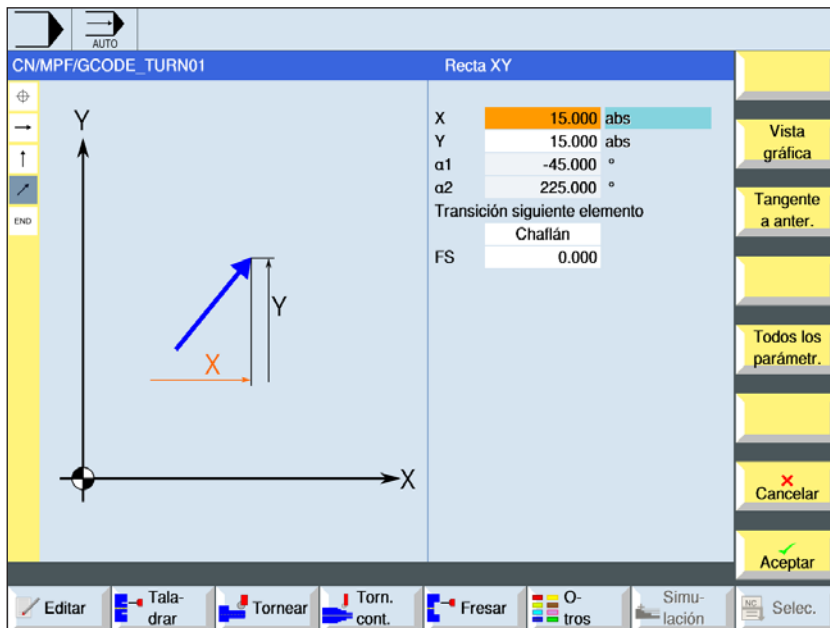 AUTO
CN/MPF/GCODE_TURN01
Recta XY
Y
X
Y
X
END
X 15.000 abs
Y 15.000 abs
α1 -45.000 °
α2 225.000 °
Transición siguiente elemento
Chaflán
FS 0.000
Vista
gráfica
Tangente
a anter.
Todos los
parámetr.
Cancelar
Aceptar
Editar
Tala-
drar
Tornear
Torn.
cont.
Fresar
O-
tros
Simu-
lación
NC
Selec.